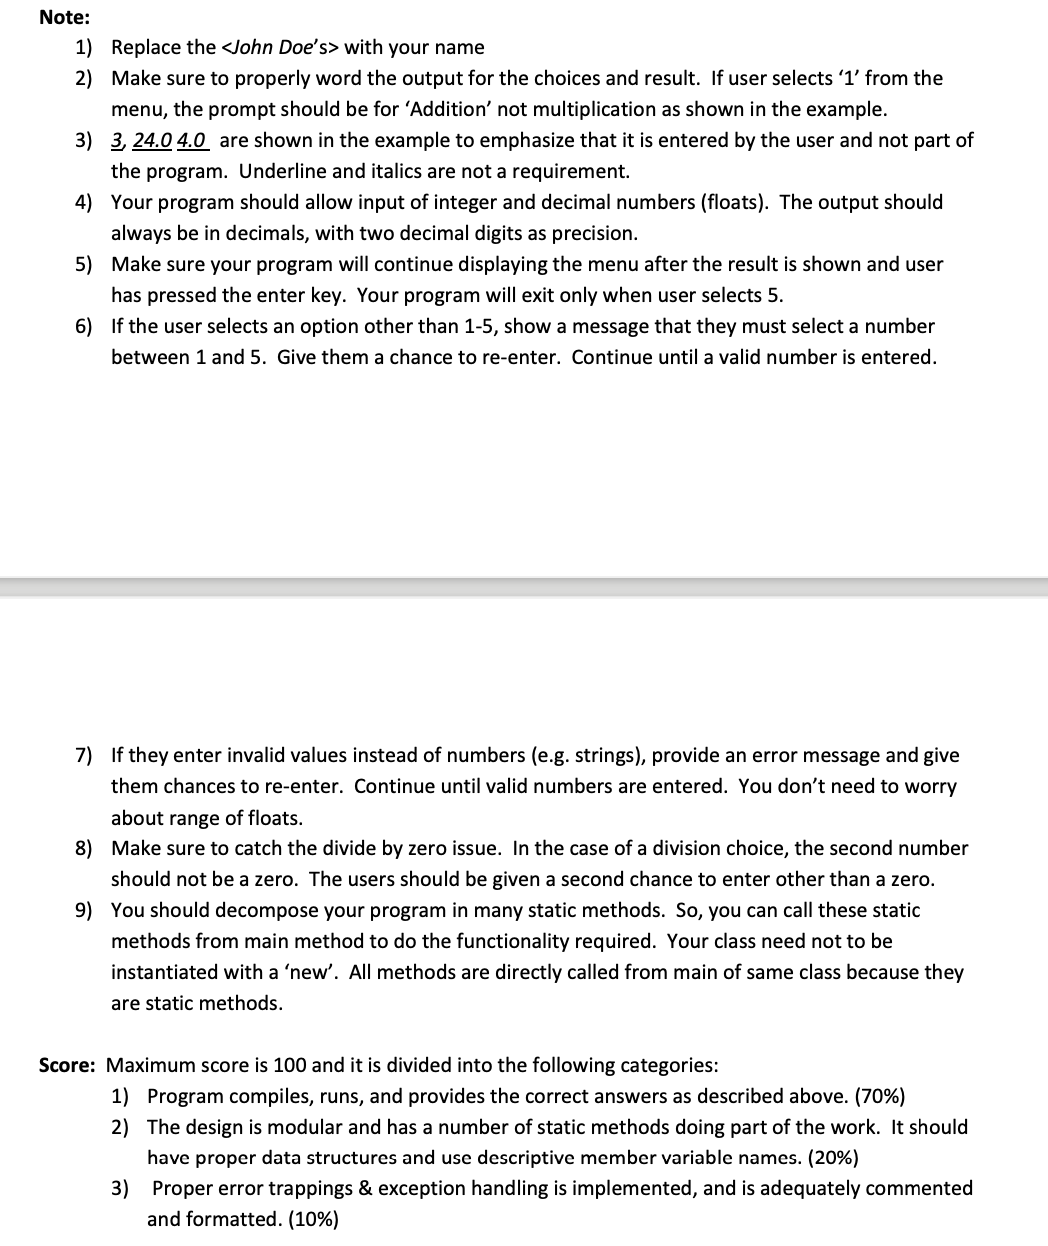 Note:
1) Replace the <John Doe's> with your name
2) Make sure to properly word the output for the choices and result. If user selects ‘1’ from the
menu, the prompt should be for ‘Addition’ not multiplication as shown in the example.
3) 3, 24.0 4.0 are shown in the example to emphasize that it is entered by the user and not part of
the program. Underline and italics are not a requirement.
4) Your program should allow input of integer and decimal numbers (floats). The output should
always be in decimals, with two decimal digits as precision.
5) Make sure your program will continue displaying the menu after the result is shown and user
has pressed the enter key. Your program will exit only when user selects 5.
6) If the user selects an option other than 1-5, show a message that they must select a number
between 1 and 5. Give them a chance to re-enter. Continue until a valid number is entered.
7) If they enter invalid values instead of numbers (e.g. strings), provide an error message and give
them chances to re-enter. Continue until valid numbers are entered. You don’t need to worry
about range of floats.
8) Make sure to catch the divide by zero issue. In the case of a division choice, the second number
should not be a zero. The users should be given a second chance to enter other than a zero.
9) You should decompose your program in many static methods. So, you can call these static
methods from main method to do the functionality required. Your class need not to be
instantiated with a ‘new’. All methods are directly called from main of same class because they
are static methods.
Score: Maximum score is 100 and it is divided into the following categories:
1) Program compiles, runs, and provides the correct answers as described above. (70%)
2) The design is modular and has a number of static methods doing part of the work. It should
have proper data structures and use descriptive member variable names. (20%)
3) Proper error trappings & exception handling is implemented, and is adequately commented
and formatted. (10%)